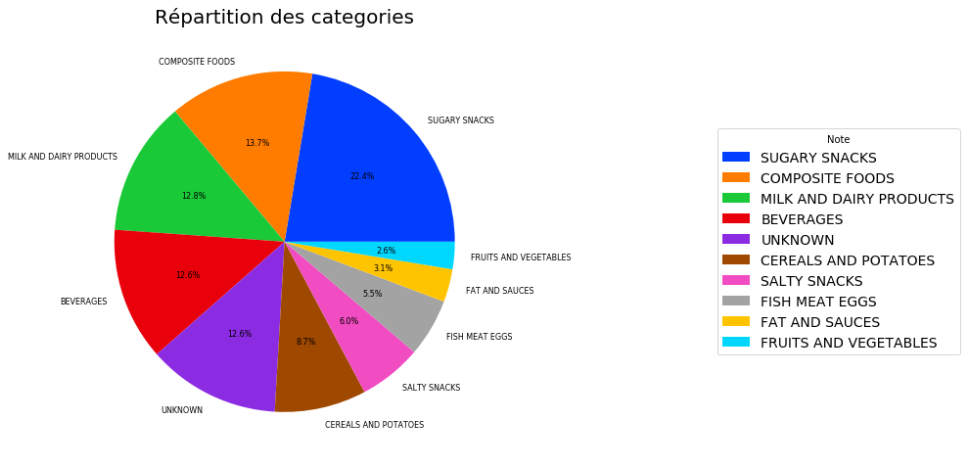 Répartition des categories
COMPOSITE FOODS
SUGARY SNACKS
MILK AND DAIRY PRODUCTS
13.7%
22.4%
12.8%
12.6%
12.6%
8.7%
6.0%
5.5%
3.1%
2.6%
FRUITS AND VEGETABLES
FAT AND SAUCES
BEVERAGES
FISH MEAT EGGS
SALTY SNACKS
UNKNOWN
CEREALS AND POTATOES
Note
SUGARY SNACKS
COMPOSITE FOODS
MILK AND DAIRY PRODUCTS
BEVERAGES
UNKNOWN
CEREALS AND POTATOES
SALTY SNACKS
FISH MEAT EGGS
FAT AND SAUCES
FRUITS AND VEGETABLES